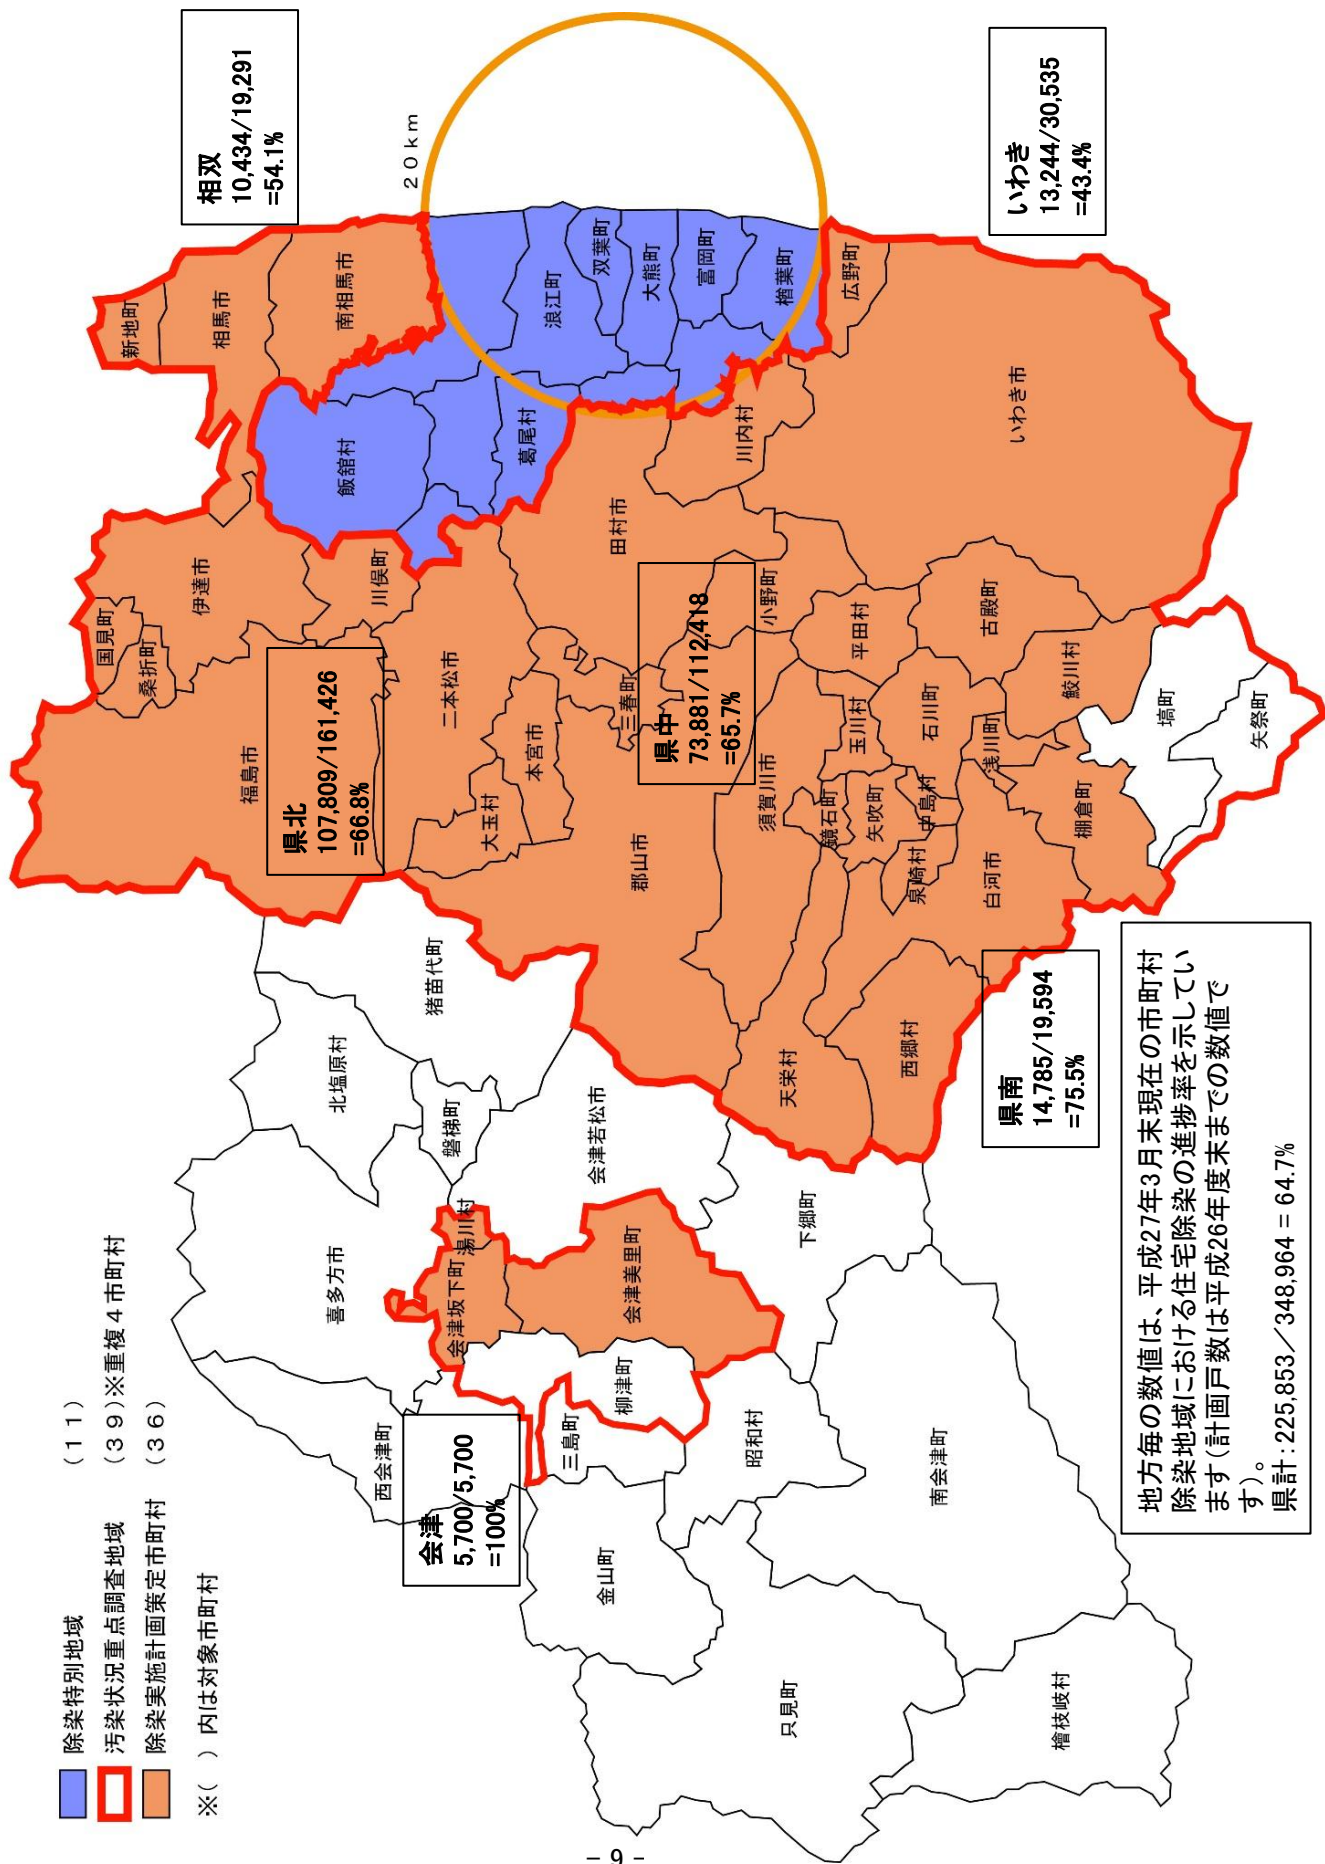 除染特別地域 (11)
汚染状況重点調査地域 (39)※重複4市町村
除染実施計画策定市町村 (36)
※( )内は対象市町村
相双
10,434/19,291
=54.1%
20km
いわき
13,244/30,535
=43.4%
県北
107,809/161,426
=66.8%
県中
73,881/112,418
=65.7%
県南
14,785/19,594
=75.5%
会津
5,700/5,700
=100%
新地町
相馬市
南相馬市
飯舘村
浪江町
双葉町
大熊町
富岡町
楢葉町
広野町
葛尾村
川内村
いわき市
国見町
桑折町
伊達市
川俣町
福島市
二本松市
大玉村
本宮市
田村市
三春町
小野町
郡山市
須賀川市
鏡石町
玉川村
平田村
古殿町
石川町
浅川町
鮫川村
矢吹町
中島村
泉崎村
白河市
棚倉町
塙町
矢祭町
天栄村
西郷村
猪苗代町
北塩原村
磐梯町
会津若松市
喜多方市
湯川村
会津坂下町
会津美里町
下郷町
西会津町
柳津町
三島町
昭和村
金山町
南会津町
只見町
檜枝岐村
地方毎の数値は、平成27年3月末現在の市町村
除染地域における住宅除染の進捗率を示してい
ます(計画戸数は平成26年度末までの数値で
す)。
県計:225,853/348,964=64.7%
- 9 -